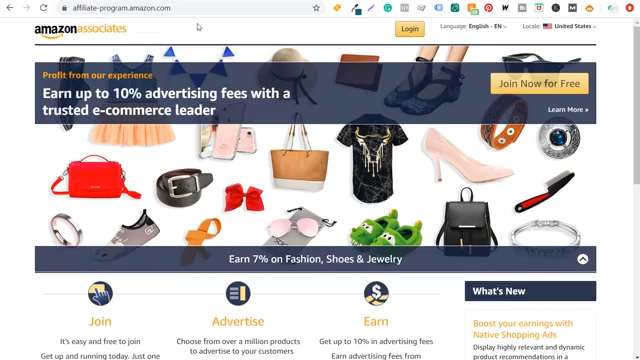 affiliate-program.amazon.com
amazonassociates
Login
Language: English - EN
Locale: United States
Profit from our experience
Earn up to 10% advertising fees with a
trusted e-commerce leader
Join Now for Free
Learn More »
Earn 7% on Fashion, Shoes & Jewelry
Join
It's easy and free to join
Get up and running today. Just one
Advertise
Choose from over a million products
to advertise to your customers
Earn
Get up to 10% in advertising fees
Earn advertising fees from
What's New
Boost your earnings with
Native Shopping Ads
Display highly relevant and dynamic
product recommendations in a